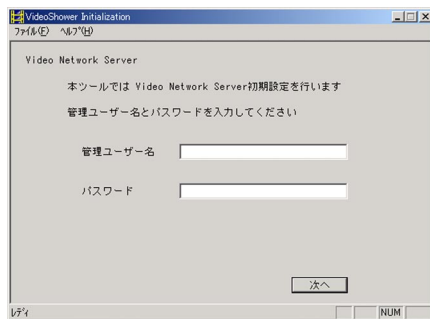 VideoShower Initialization
ﾌｧｲﾙ(F) ﾍﾙﾌﾟ(H)
Video Network Server
本ツールでは Video Network Server初期設定を行います
管理ユーザー名とパスワードを入力してください
管理ユーザー名
パスワード
次へ
ﾚﾃﾞｨ
NUM